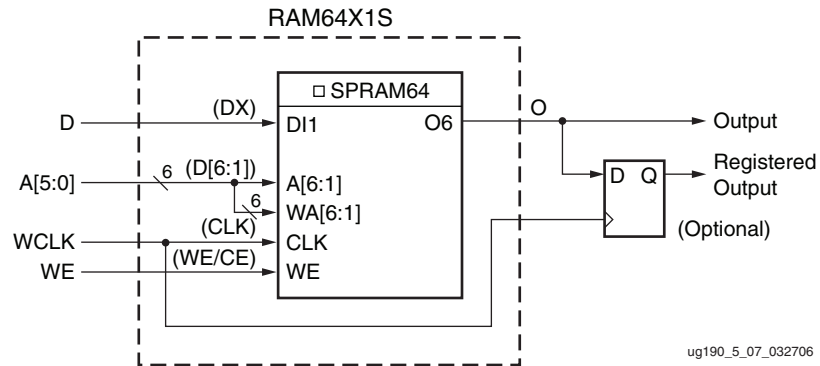 RAM64X1S
SPRAM64
D (DX) DI1 O6 O Output
A[5:0] 6 (D[6:1]) A[6:1] D Q Registered Output
6 WA[6:1]
WCLK (CLK) CLK (Optional)
WE (WE/CE) WE
ug190_5_07_032706